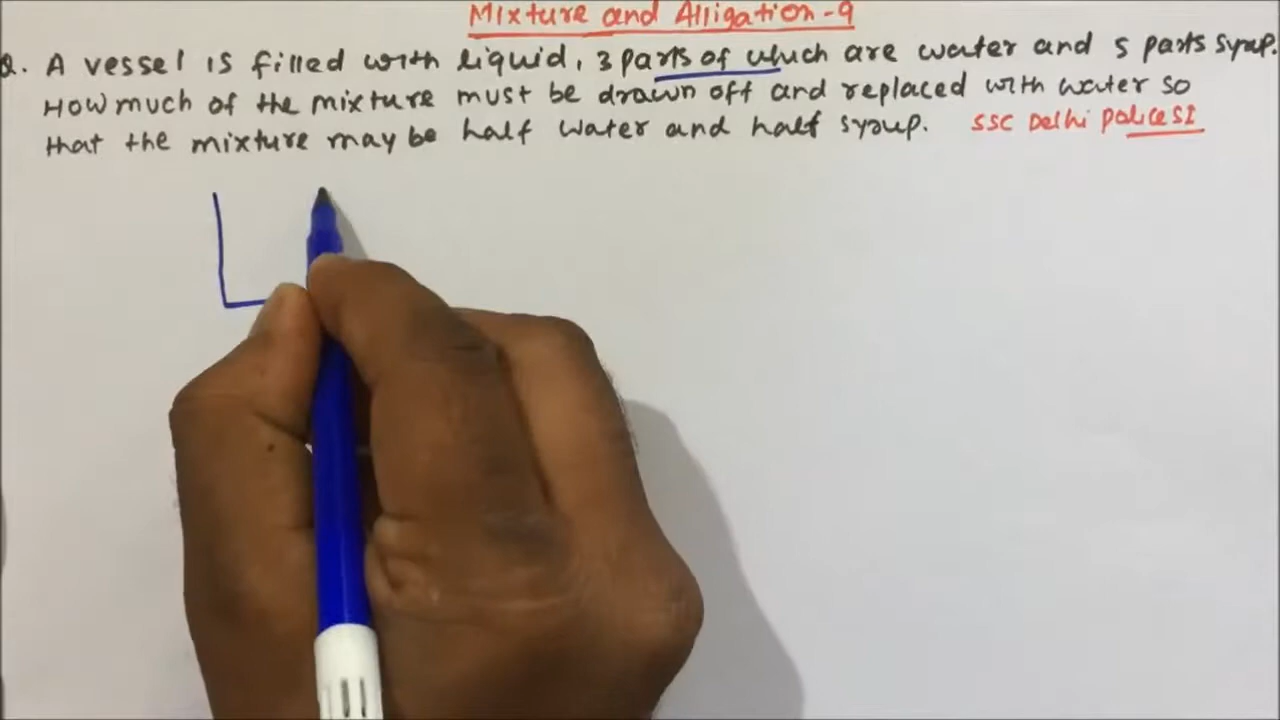 Mixture and Alligation-9
Q. A vessel is filled with liquid, 3 parts of which are water and 5 parts syrup.
How much of the mixture must be drawn off and replaced with water so
that the mixture may be half water and half syrup. SSC Delhi police SI